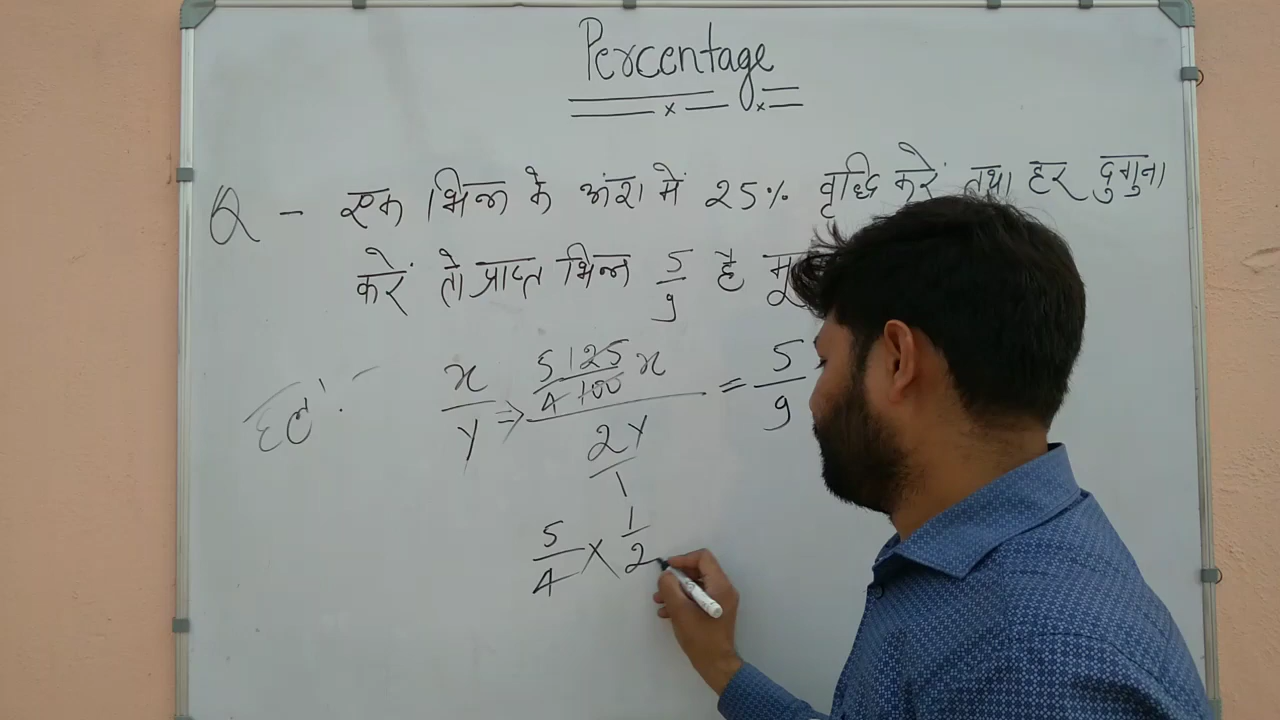 Percentage
Q - एक भिन्न के अंश में 25% वृद्धि करें तथा हर दुगुना
करें तो प्राप्त भिन्न 5/9 है
x/y ⇒ (5 125 / 4 100 x) / (2y/1) = 5/9
5/4 × 1/2